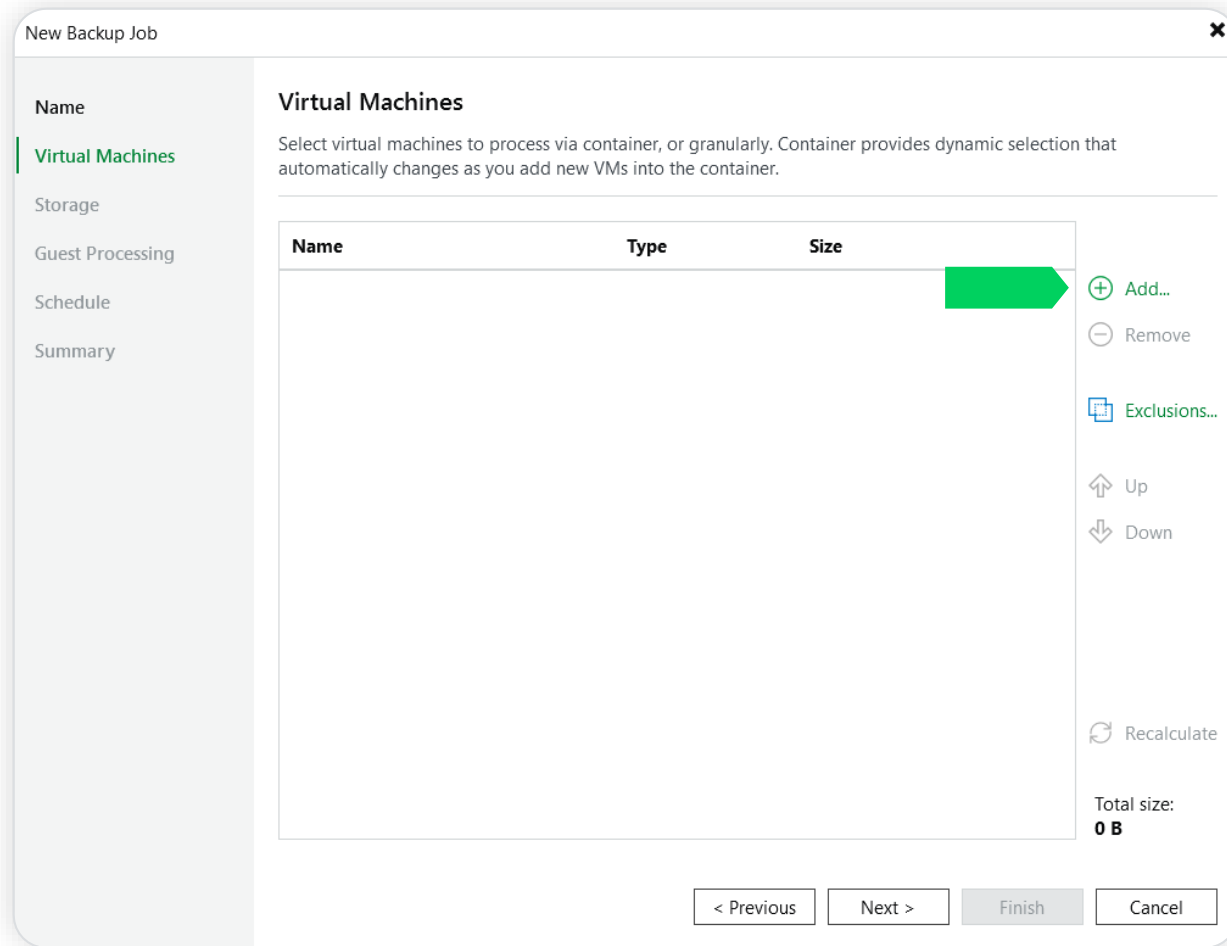 New Backup Job
Name
Virtual Machines
Storage
Guest Processing
Schedule
Summary
Virtual Machines
Select virtual machines to process via container, or granularly. Container provides dynamic selection that
automatically changes as you add new VMs into the container.
Name Type Size
Add...
Remove
Exclusions...
Up
Down
Recalculate
Total size:
0 B
< Previous Next > Finish Cancel